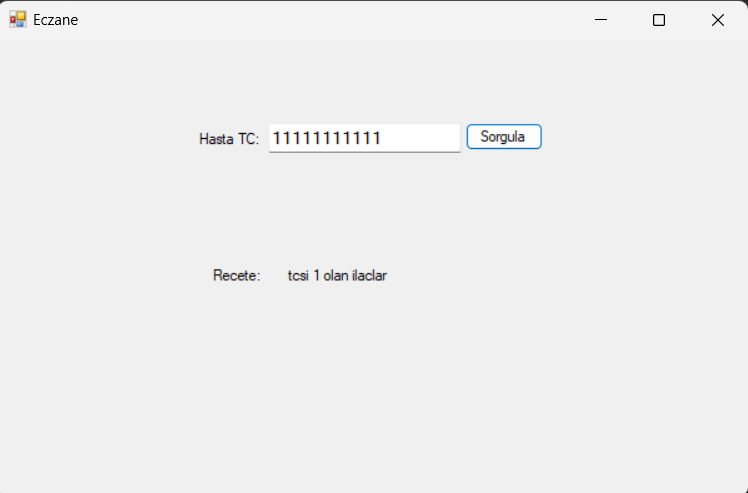 Eczane
Hasta TC: 11111111111 Sorgula
Recete: tcsi 1 olan ilaclar